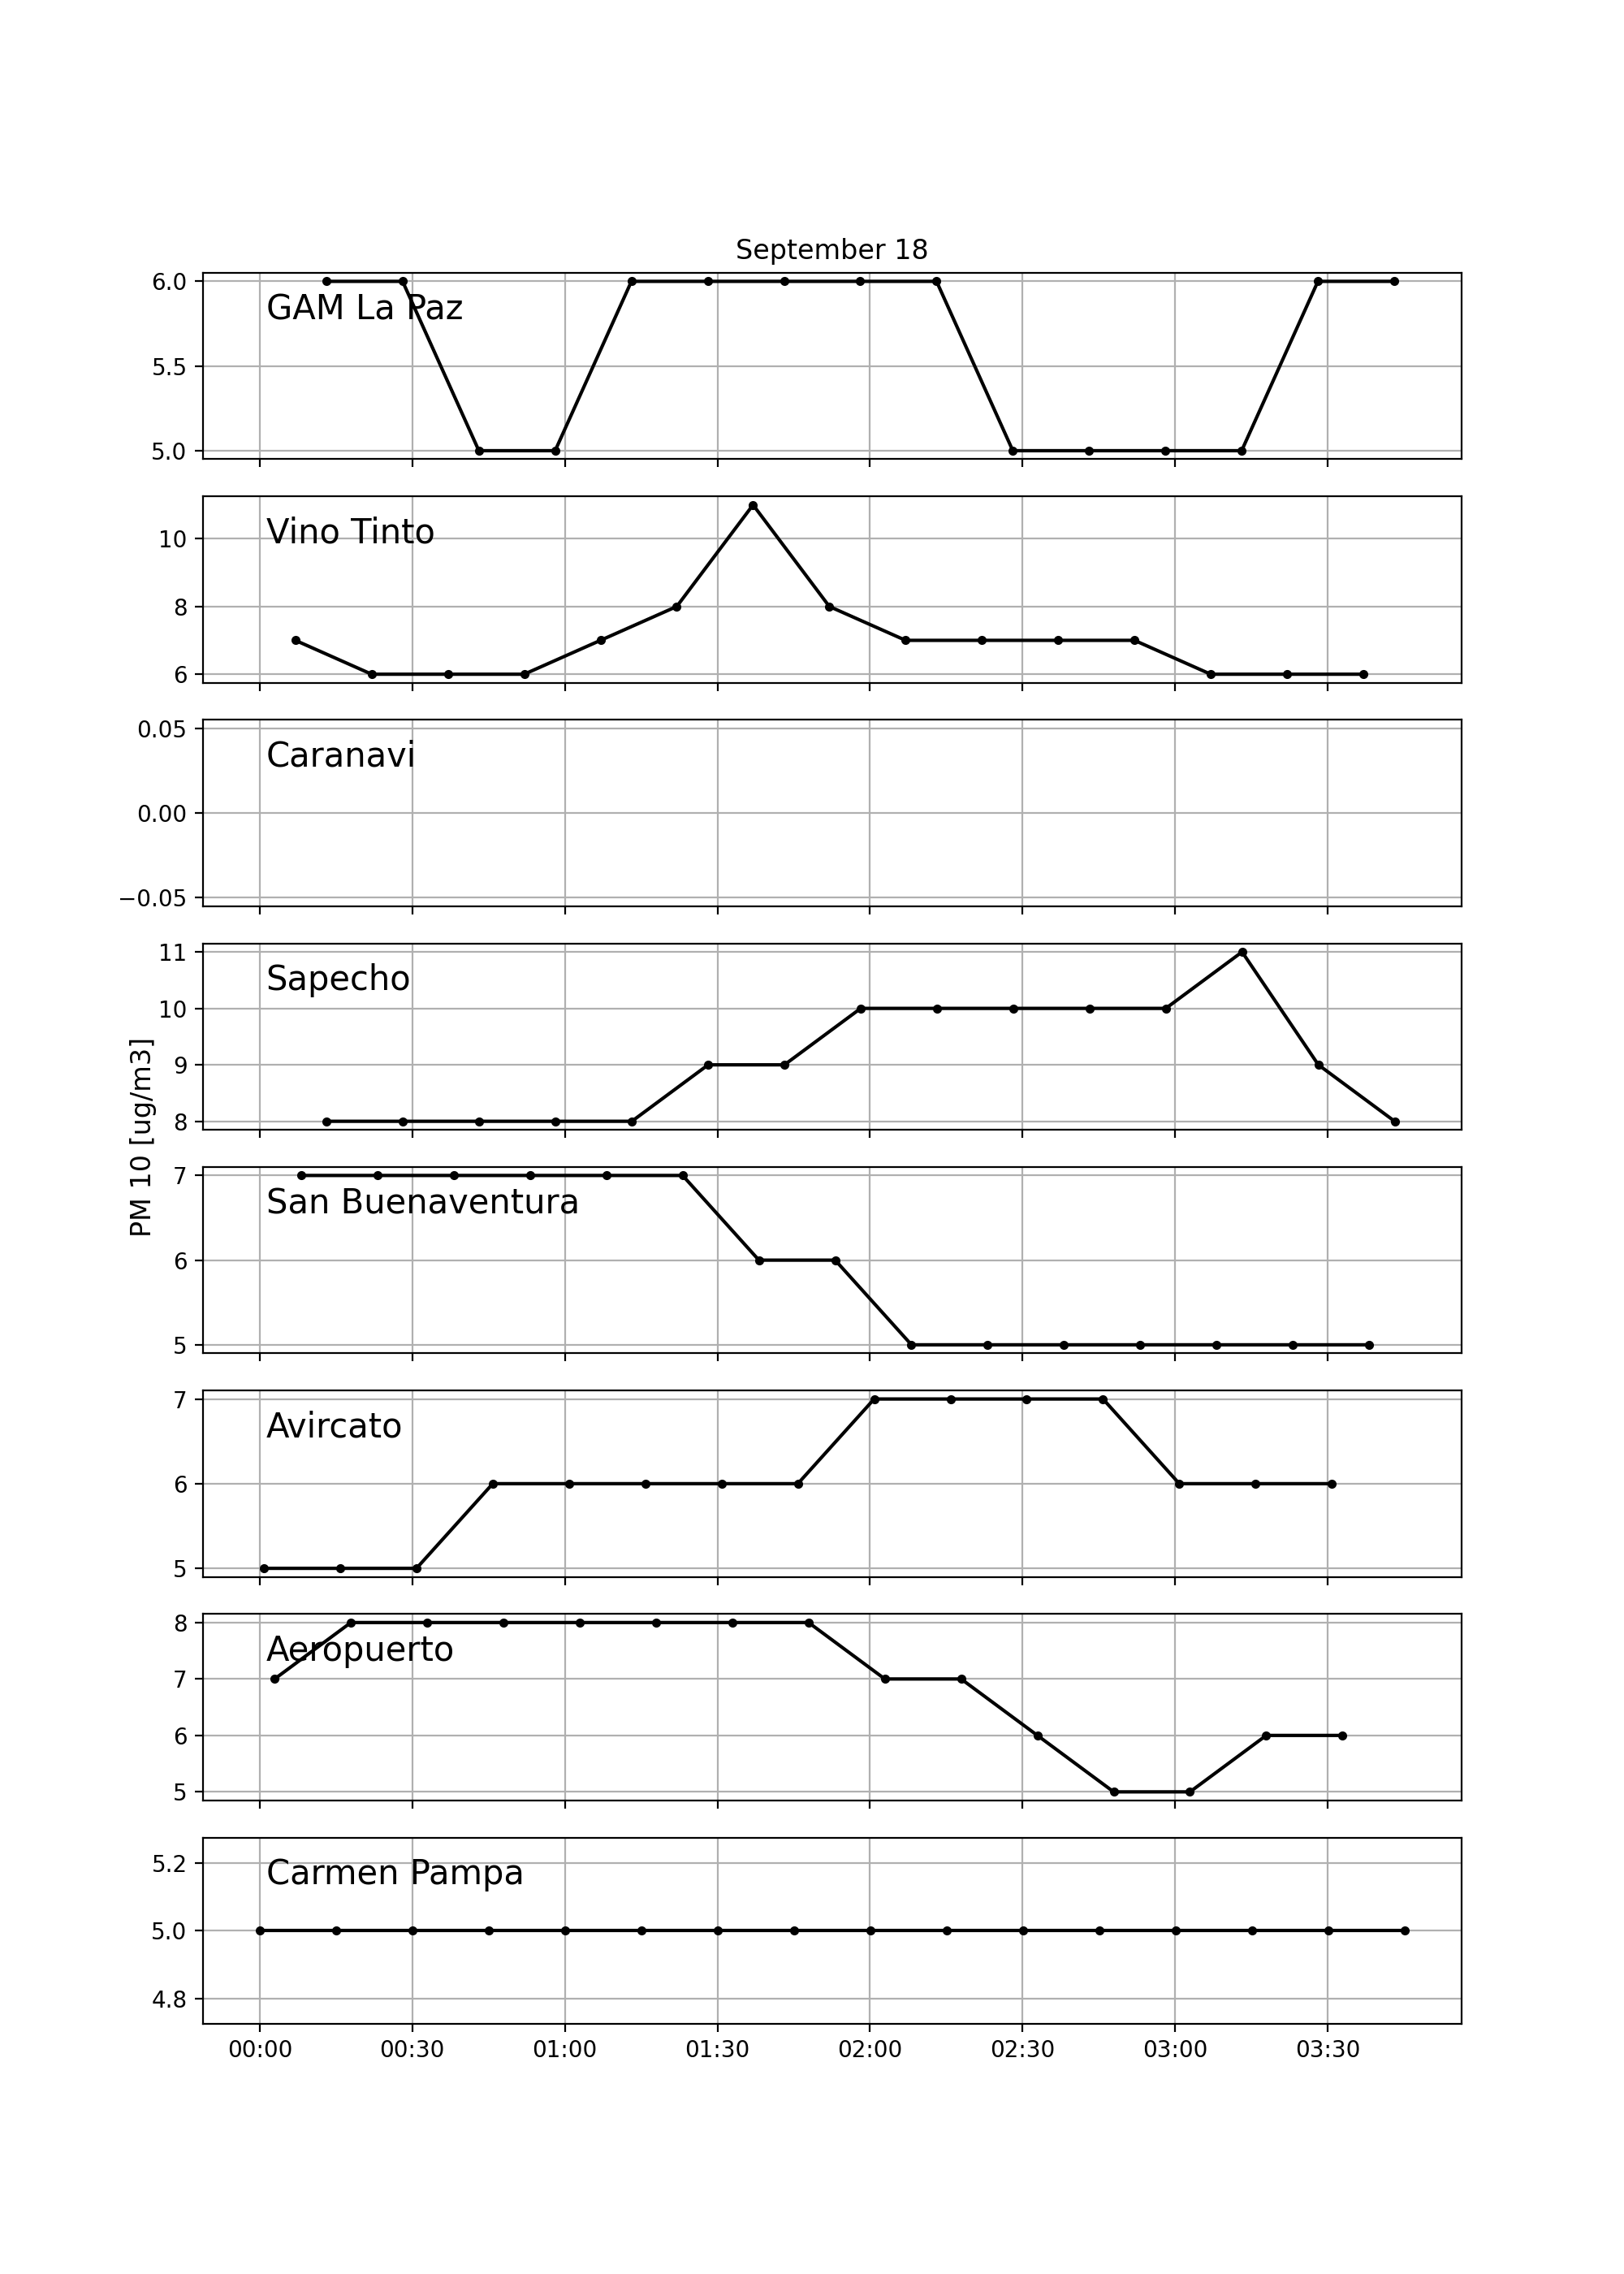 September 18
6.0
GAM La Paz
5.5
5.0
Vino Tinto
10
8
6
0.05
Caranavi
0.00
−0.05
11
Sapecho
10
9
8
PM 10 [ug/m3]
7
San Buenaventura
6
5
7
Avircato
6
5
8
Aeropuerto
7
6
5
5.2
Carmen Pampa
5.0
4.8
00:00 00:30 01:00 01:30 02:00 02:30 03:00 03:30